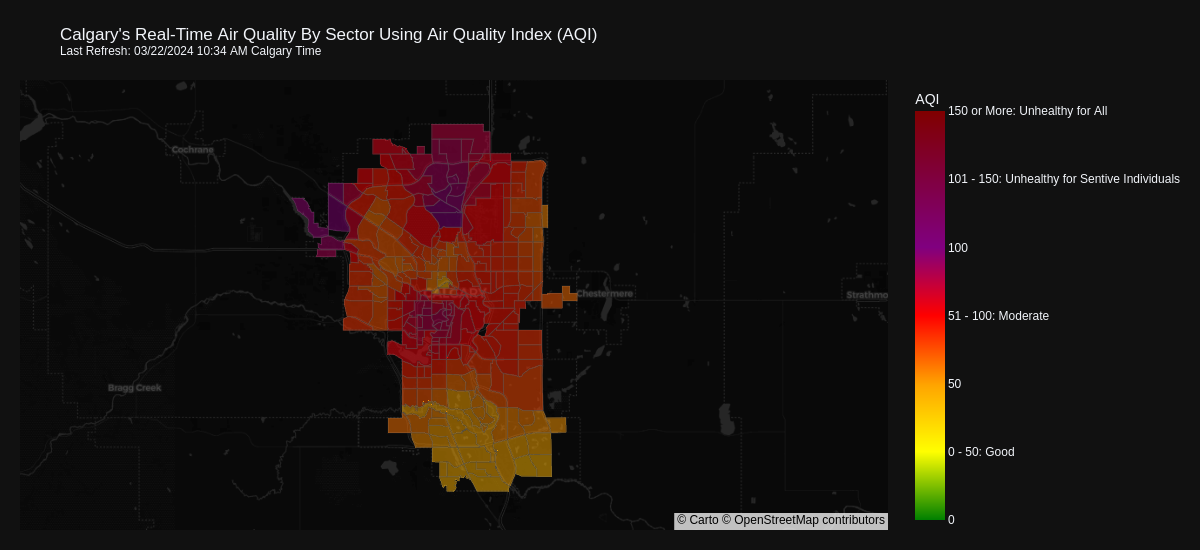 Calgary's Real-Time Air Quality By Sector Using Air Quality Index (AQI)
Last Refresh: 03/22/2024 10:34 AM Calgary Time
AQI
150 or More: Unhealthy for All
Cochrane
101 - 150: Unhealthy for Sentive Individuals
100
CALGARY
Chestermere
Strathmo
51 - 100: Moderate
50
Bragg Creek
0 - 50: Good
0
© Carto © OpenStreetMap contributors